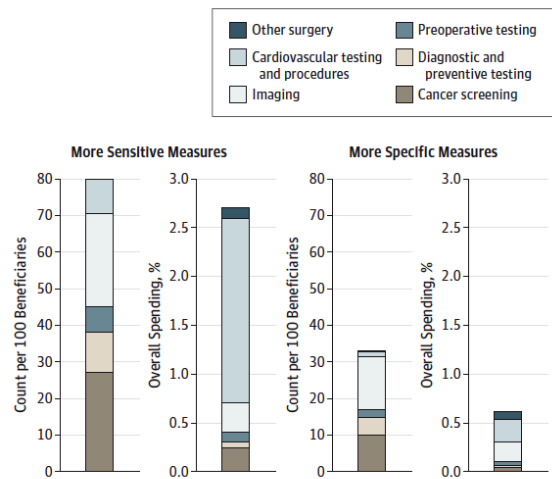 Other surgery
Preoperative testing
Cardiovascular testing
and procedures
Diagnostic and
preventive testing
Imaging
Cancer screening
More Sensitive Measures
More Specific Measures
Count per 100 Beneficiaries
80
70
60
50
40
30
20
10
0
Overall Spending, %
3.0
2.5
2.0
1.5
1.0
0.5
0.0
Count per 100 Beneficiaries
80
70
60
50
40
30
20
10
0
Overall Spending, %
3.0
2.5
2.0
1.5
1.0
0.5
0.0